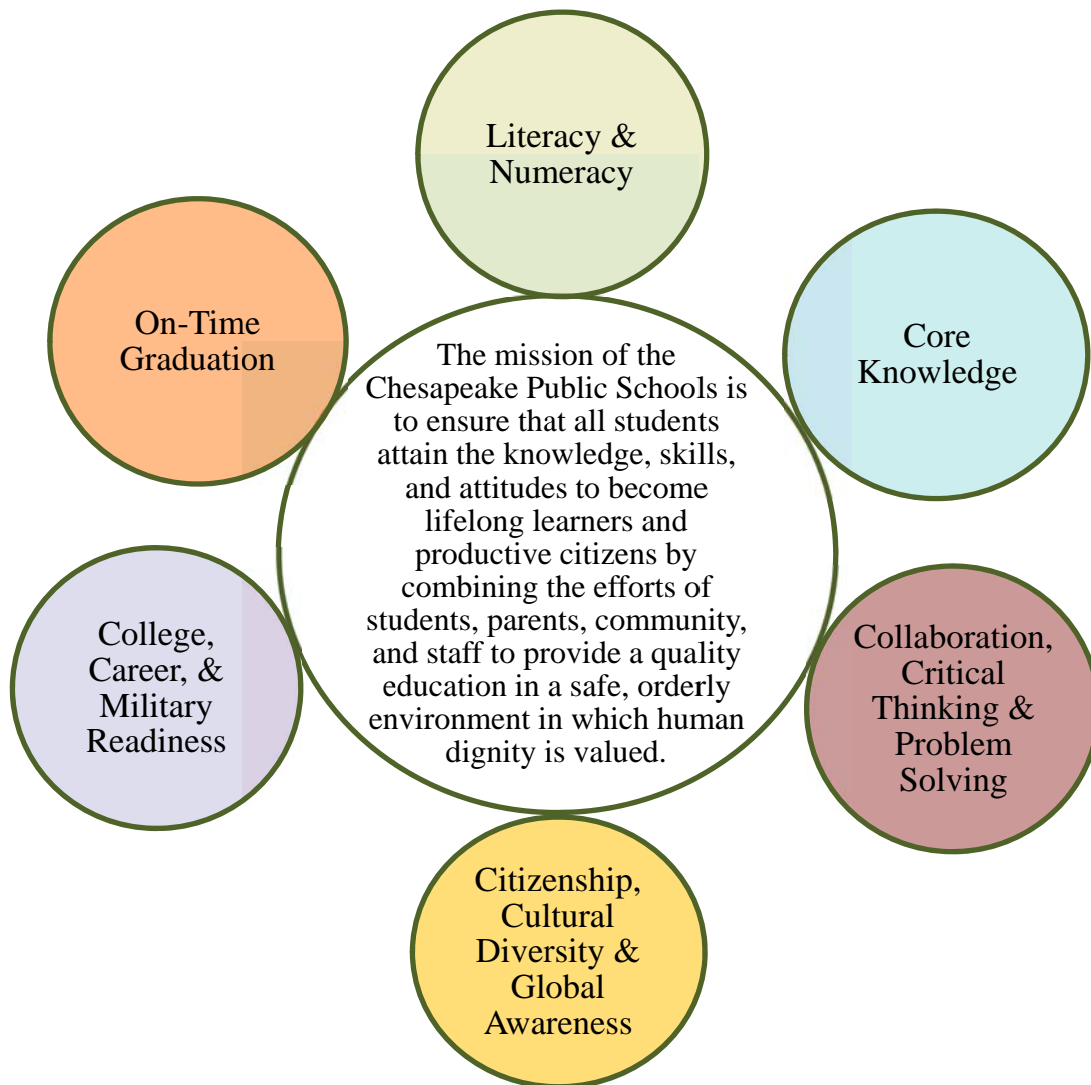 Literacy &
Numeracy
Core
Knowledge
Collaboration,
Critical
Thinking &
Problem
Solving
Citizenship,
Cultural
Diversity &
Global
Awareness
College,
Career, &
Military
Readiness
On-Time
Graduation
The mission of the
Chesapeake Public Schools is
to ensure that all students
attain the knowledge, skills,
and attitudes to become
lifelong learners and
productive citizens by
combining the efforts of
students, parents, community,
and staff to provide a quality
education in a safe, orderly
environment in which human
dignity is valued.